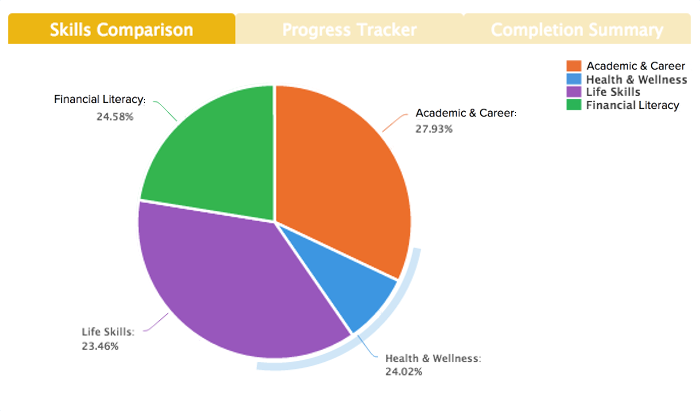 Skills Comparison
Progress Tracker
Completion Summary
Academic & Career
Health & Wellness
Life Skills
Financial Literacy
Financial Literacy:
24.58%
Academic & Career:
27.93%
Life Skills:
23.46%
Health & Wellness:
24.02%